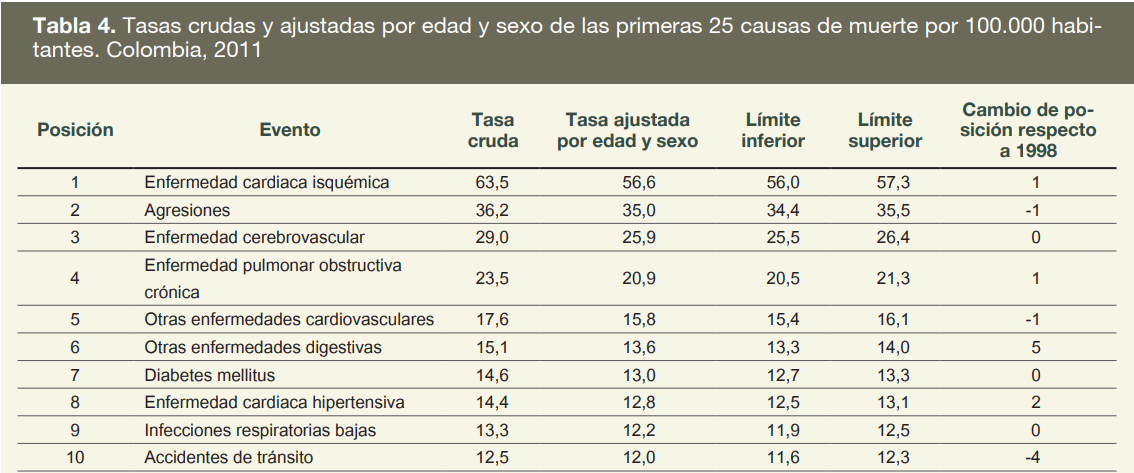 Tabla 4. Tasas crudas y ajustadas por edad y sexo de las primeras 25 causas de muerte por 100.000 habi-
tantes. Colombia, 2011
Posición Evento Tasa cruda Tasa ajustada por edad y sexo Límite inferior Límite superior Cambio de po-sición respecto a 1998
1 Enfermedad cardiaca isquémica 63,5 56,6 56,0 57,3 1
2 Agresiones 36,2 35,0 34,4 35,5 -1
3 Enfermedad cerebrovascular 29,0 25,9 25,5 26,4 0
4 Enfermedad pulmonar obstructiva crónica 23,5 20,9 20,5 21,3 1
5 Otras enfermedades cardiovasculares 17,6 15,8 15,4 16,1 -1
6 Otras enfermedades digestivas 15,1 13,6 13,3 14,0 5
7 Diabetes mellitus 14,6 13,0 12,7 13,3 0
8 Enfermedad cardiaca hipertensiva 14,4 12,8 12,5 13,1 2
9 Infecciones respiratorias bajas 13,3 12,2 11,9 12,5 0
10 Accidentes de tránsito 12,5 12,0 11,6 12,3 -4